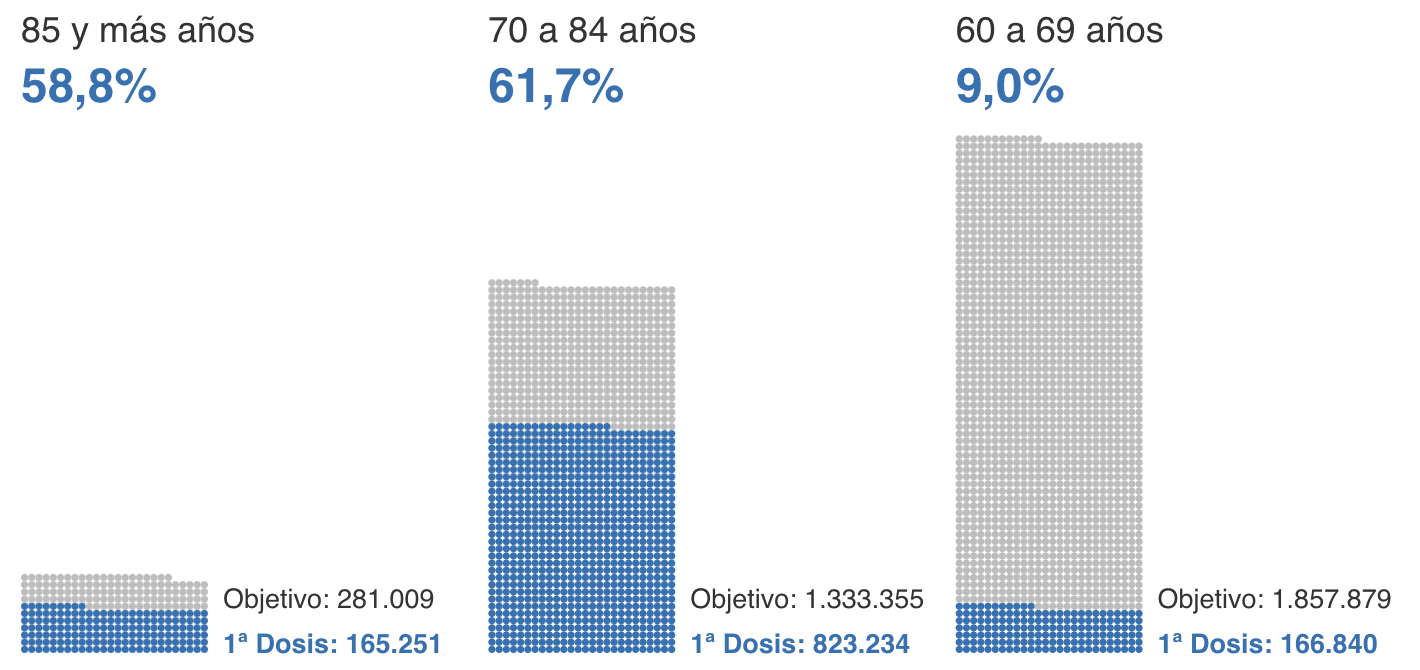 85 y más años
58,8%
Objetivo: 281.009
1ª Dosis: 165.251
70 a 84 años
61,7%
Objetivo: 1.333.355
1ª Dosis: 823.234
60 a 69 años
9,0%
Objetivo: 1.857.879
1ª Dosis: 166.840